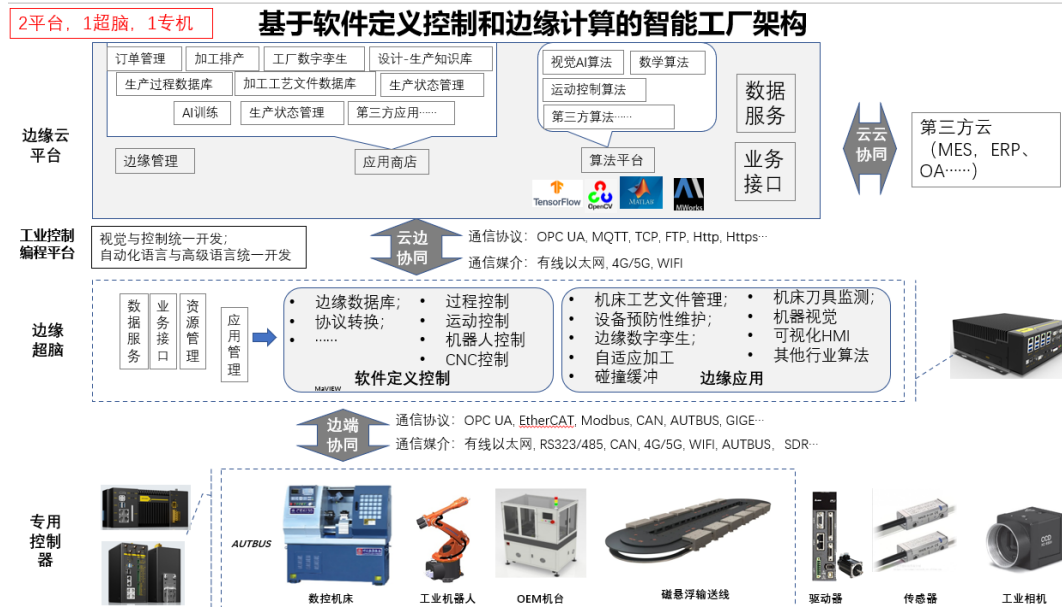 2平台，1超脑，1专机
基于软件定义控制和边缘计算的智能工厂架构
订单管理
加工排产
工厂数字孪生
设计-生产知识库
生产过程数据库
加工工艺文件数据库
生产状态管理
AI训练
生产状态管理
第三方应用……
视觉AI算法
数学算法
运动控制算法
第三方算法……
数据
服务
边缘云
平台
边缘管理
应用商店
算法平台
业务
接口
TensorFlow
OpenCV
MATLAB
MWorks
云云
协同
第三方云
（MES，ERP、
OA……）
工业控制
编程平台
视觉与控制统一开发；
自动化语言与高级语言统一开发
云边
协同
通信协议：OPC UA, MQTT, TCP, FTP, Http, Https…
通信媒介：有线以太网, 4G/5G, WIFI
边缘
超脑
数据服务
业务接口
资源管理
应用管理
• 边缘数据库；
• 协议转换；
• ……
• 过程控制
• 运动控制
• 机器人控制
• CNC控制
软件定义控制
MaVIEW
• 机床工艺文件管理；
• 设备预防性维护；
• 边缘数字孪生；
• 自适应加工
• 碰撞缓冲
• 机床刀具监测；
• 机器视觉
• 可视化HMI
• 其他行业算法
边缘应用
边端
协同
通信协议：OPC UA, EtherCAT, Modbus, CAN, AUTBUS, GIGE…
通信媒介：有线以太网, RS323/485, CAN, 4G/5G, WIFI, AUTBUS，SDR…
专用
控制
器
AUTBUS
数控机床
工业机器人
OEM机台
磁悬浮输送线
驱动器
传感器
CCD
工业相机